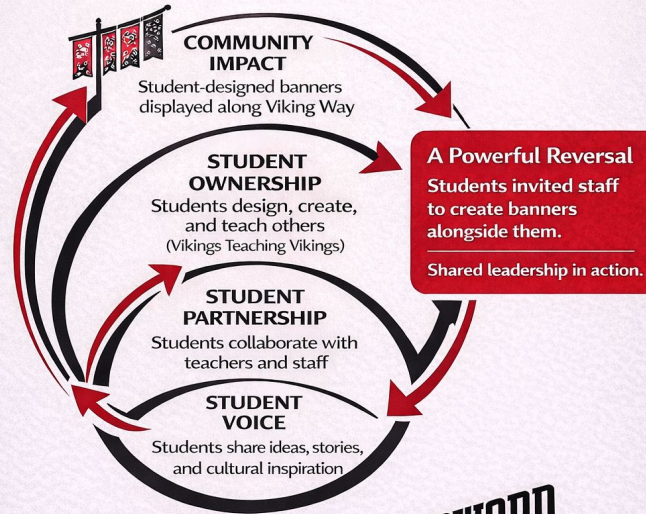 COMMUNITY
IMPACT
Student-designed banners
displayed along Viking Way
STUDENT
OWNERSHIP
Students design, create,
and teach others
(Vikings Teaching Vikings)
A Powerful Reversal
Students invited staff
to create banners
alongside them.
Shared leadership in action.
STUDENT
PARTNERSHIP
Students collaborate with
teachers and staff
STUDENT
VOICE
Students share ideas, stories,
and cultural inspiration